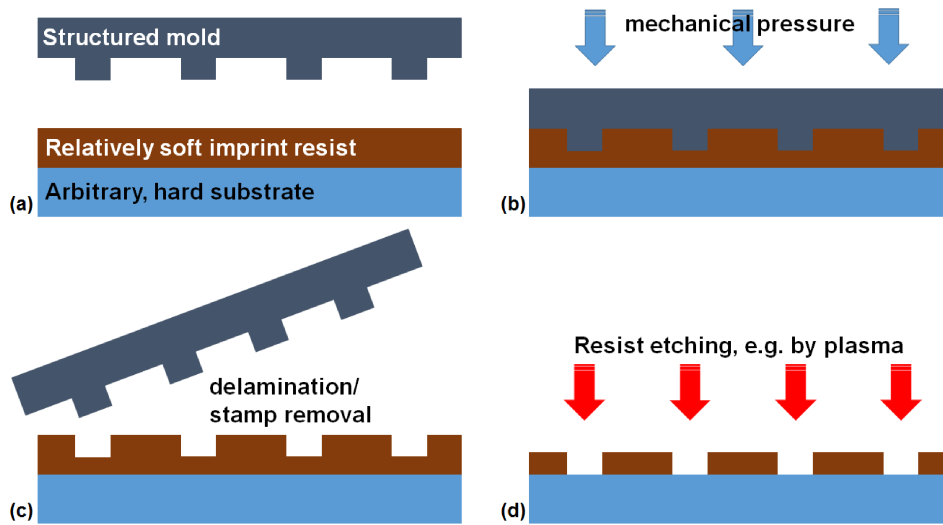 Structured mold
Relatively soft imprint resist
Arbitrary, hard substrate
(a)
mechanical pressure
(b)
delamination/
stamp removal
(c)
Resist etching, e.g. by plasma
(d)